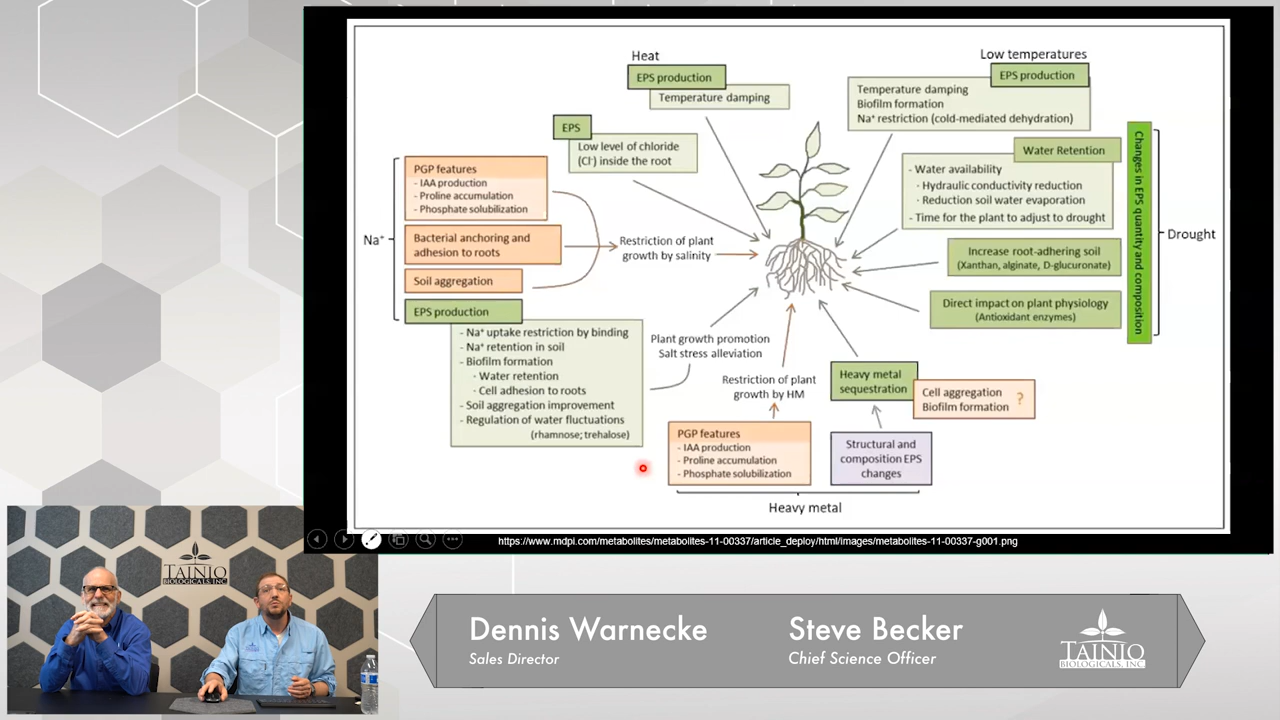 Heat
EPS production
Temperature damping
Low temperatures
EPS production
Temperature damping
Biofilm formation
Na⁺ restriction (cold-mediated dehydration)
EPS
Low level of chloride
(Cl⁻) inside the root
Water Retention
- Water availability
· Hydraulic conductivity reduction
· Reduction soil water evaporation
- Time for the plant to adjust to drought
Increase root-adhering soil
(Xanthan, alginate, D-glucuronate)
Direct impact on plant physiology
(Antioxidant enzymes)
Changes in EPS quantity and composition
Drought
Na⁺
PGP features
- IAA production
- Proline accumulation
- Phosphate solubilization
Bacterial anchoring and
adhesion to roots
Soil aggregation
Restriction of plant
growth by salinity
EPS production
- Na⁺ uptake restriction by binding
- Na⁺ retention in soil
- Biofilm formation
· Water retention
· Cell adhesion to roots
- Soil aggregation improvement
- Regulation of water fluctuations
(rhamnose; trehalose)
Plant growth promotion
Salt stress alleviation
Restriction of plant
growth by HM
PGP features
- IAA production
- Proline accumulation
- Phosphate solubilization
Heavy metal
sequestration
Cell aggregation
Biofilm formation
?
Structural and
composition EPS
changes
Heavy metal
https://www.mdpi.com/metabolites/metabolites-11-00337/article_deploy/html/images/metabolites-11-00337-g001.png
TAINIO
BIOLOGICALS, INC
Dennis Warnecke
Sales Director
Steve Becker
Chief Science Officer
TAINIO
BIOLOGICALS, INC